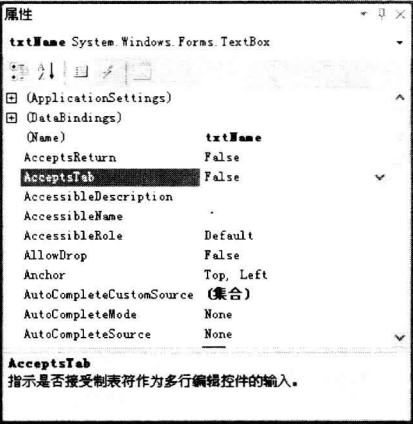 属性
txtName System.Windows.Forms.TextBox
(ApplicationSettings)
(DataBindings)
(Name) txtName
AcceptsReturn False
AcceptsTab False
AccessibleDescription
AccessibleName
AccessibleRole Default
AllowDrop False
Anchor Top, Left
AutoCompleteCustomSource (集合)
AutoCompleteMode None
AutoCompleteSource None
AcceptsTab
指示是否接受制表符作为多行编辑控件的输入。